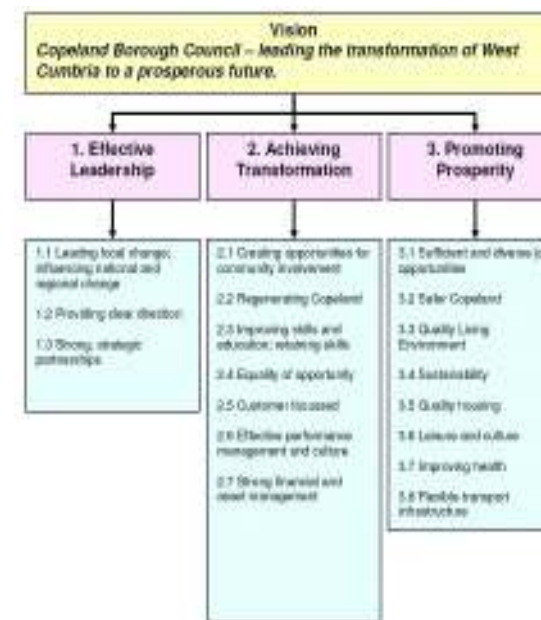 Vision
Copeland Borough Council – leading the transformation of West
Cumbria to a prosperous future.
1. Effective
Leadership
2. Achieving
Transformation
3. Promoting
Prosperity
1.1 Leading local change;
influencing national and
regional change
1.2 Providing clear direction
1.3 Strong, strategic
partnerships
2.1 Creating opportunities for
community involvement
2.2 Regenerating Copeland
2.3 Improving skills and
education; retaining skills
2.4 Equality of opportunity
2.5 Customer focussed
2.6 Effective performance
management and culture
2.7 Strong financial and
asset management
3.1 Sufficient and diverse
opportunities
3.2 Safer Copeland
3.3 Quality Living
Environment
3.4 Sustainability
3.5 Quality housing
3.6 Leisure and culture
3.7 Improving health
3.8 Flexible transport
infrastructure